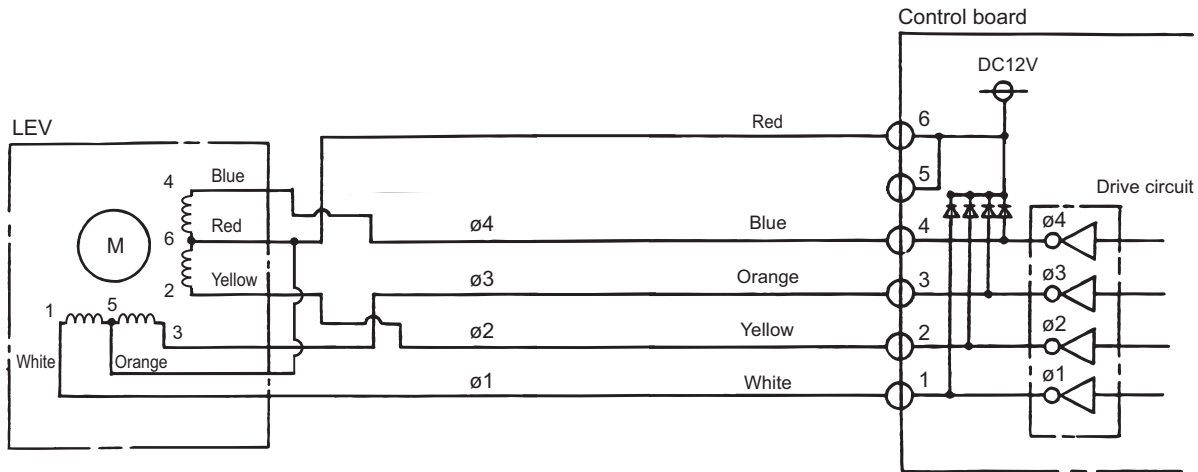 Control board
DC12V
LEV
Red
6
5
4 Blue
Drive circuit
6 Red
M
ø4 Blue 4 ø4
2 Yellow
ø3 Orange 3 ø3
1 5 3
ø2 Yellow 2 ø2
White Orange
ø1 White 1 ø1